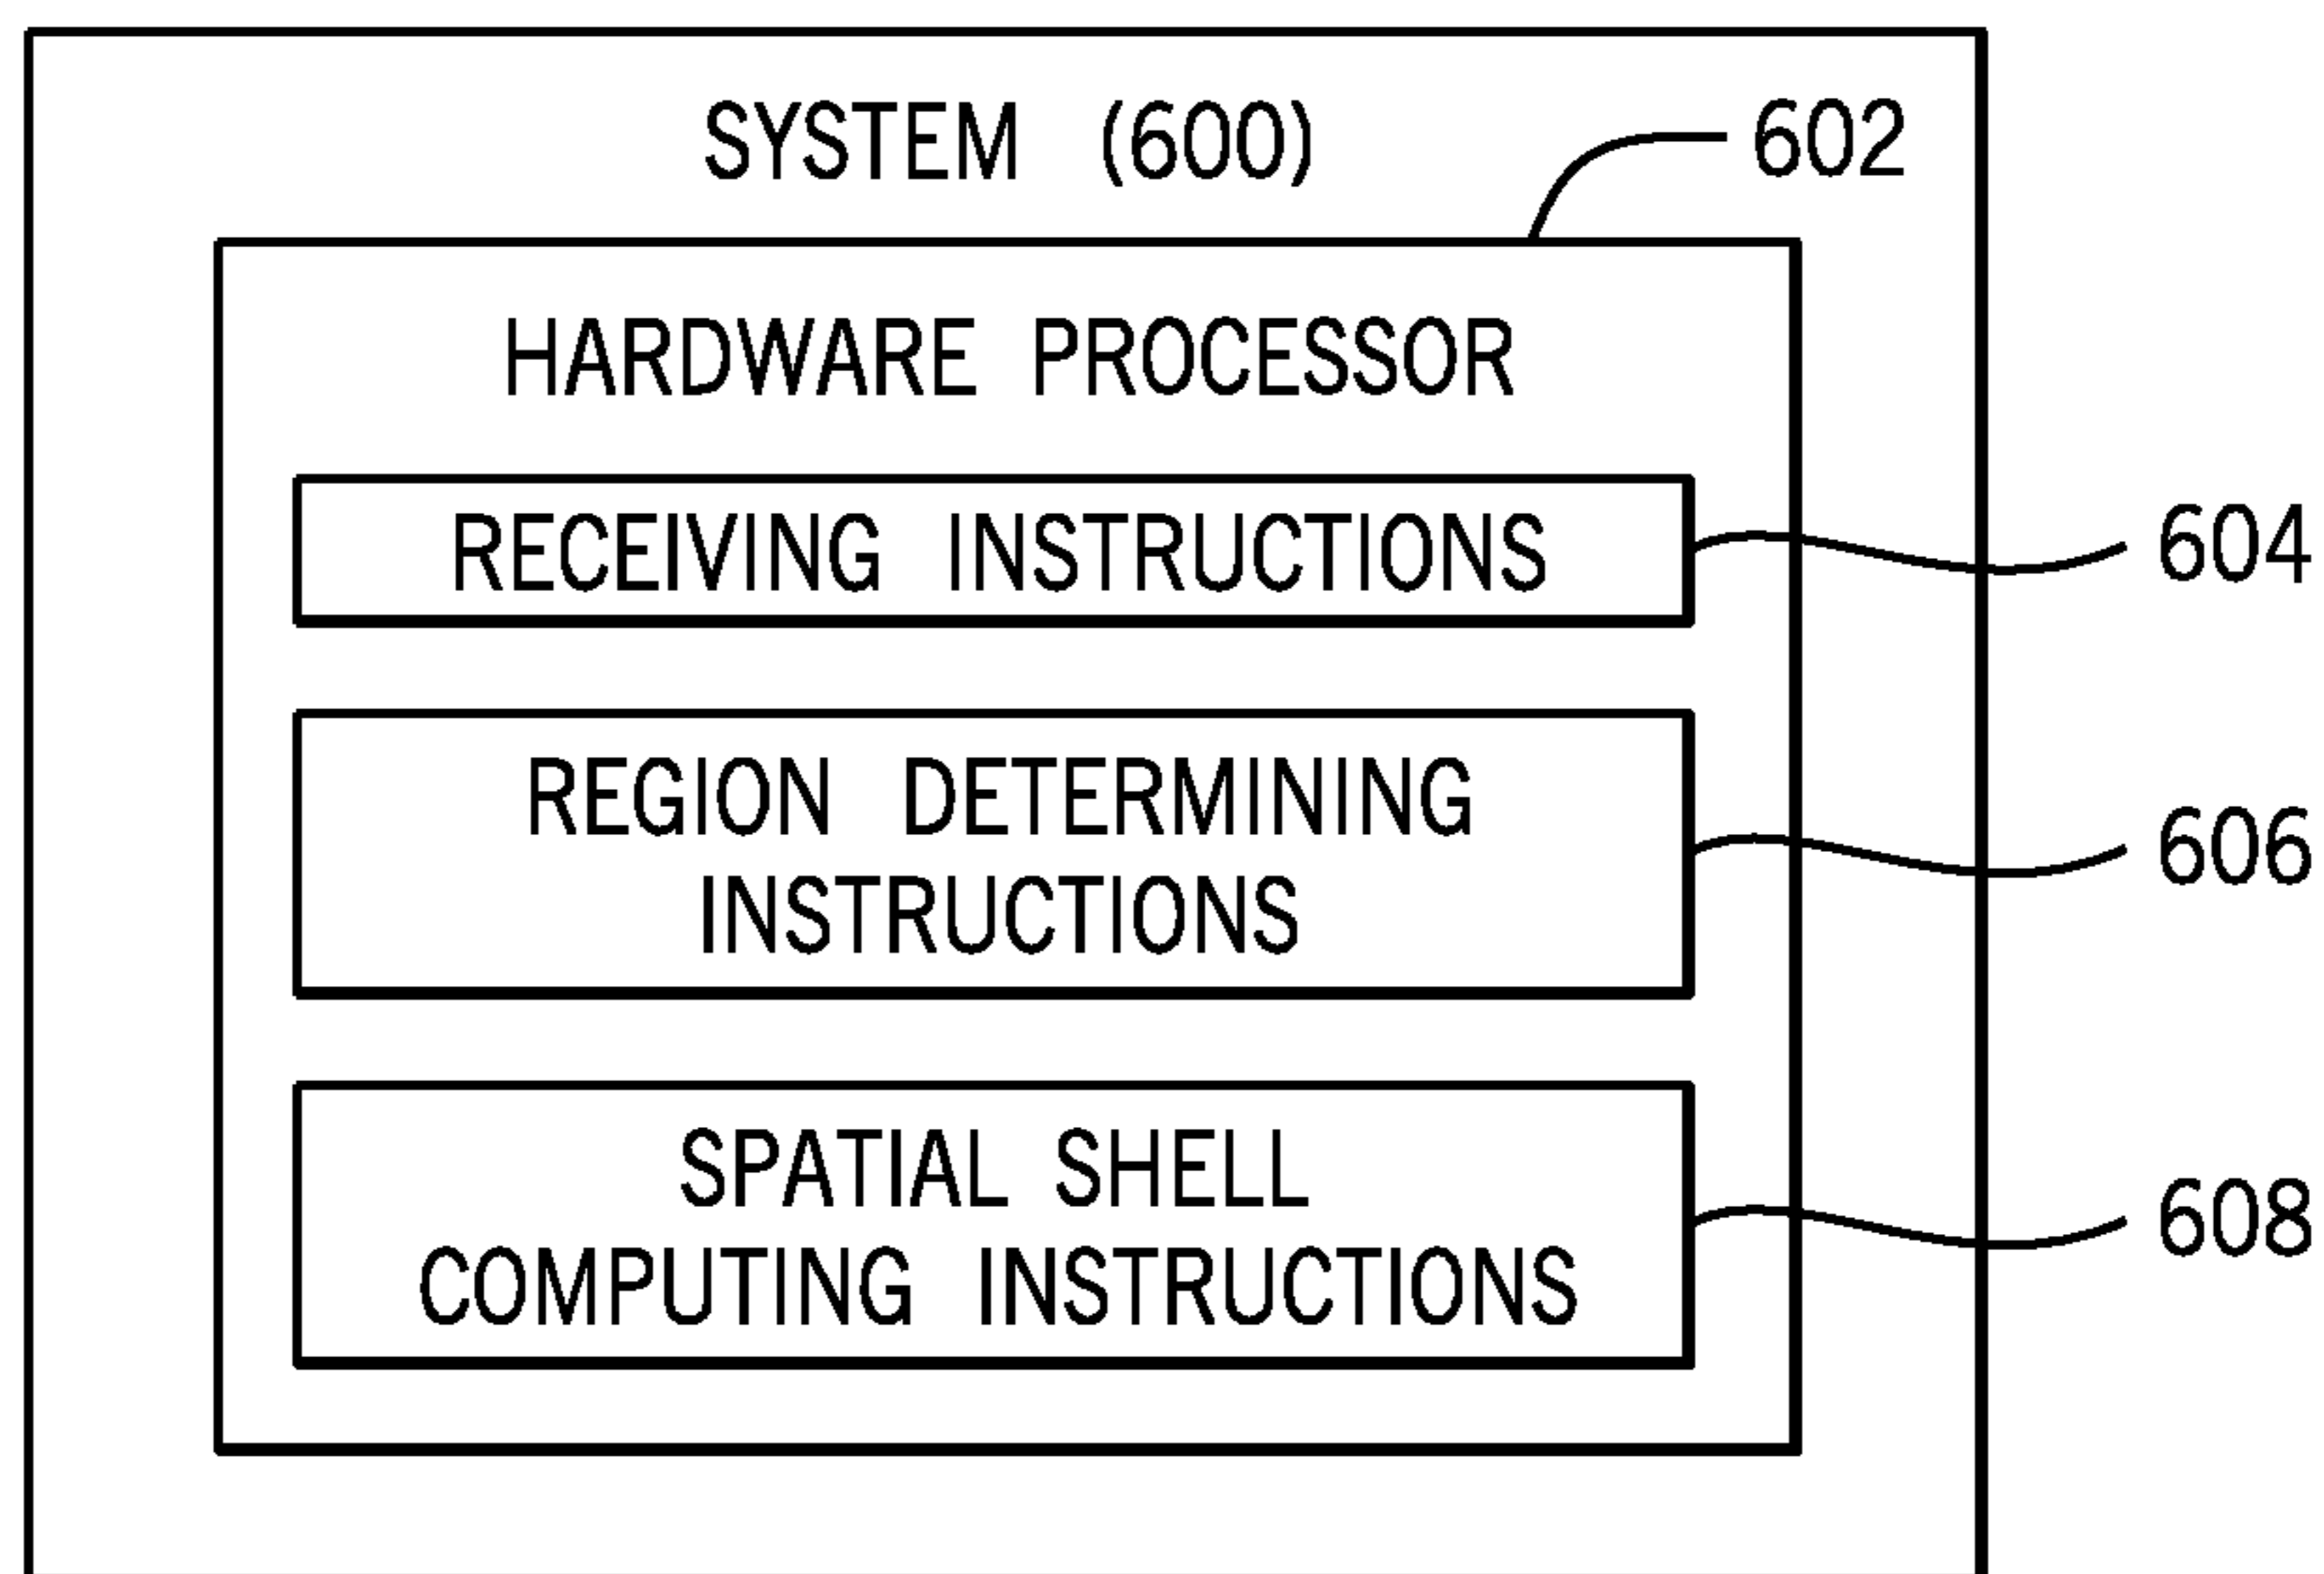 SYSTEM (600)
602
HARDWARE PROCESSOR
RECEIVING INSTRUCTIONS
604
REGION DETERMINING
INSTRUCTIONS
606
SPATIAL SHELL
COMPUTING INSTRUCTIONS
608